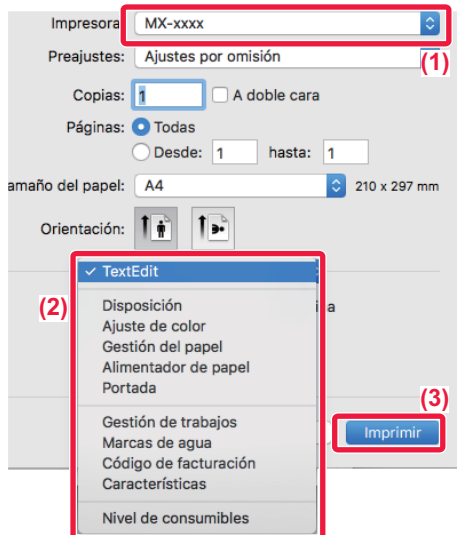 Impresora: MX-xxxx
(1)
Preajustes: Ajustes por omisión
Copias: 1 A doble cara
Páginas: Todas
Desde: 1 hasta: 1
amaño del papel: A4 210 x 297 mm
Orientación:
(2)
✓ TextEdit
Disposición
Ajuste de color
Gestión del papel
Alimentador de papel
Portada
Gestión de trabajos
Marcas de agua
Código de facturación
Características
Nivel de consumibles
(3)
Imprimir